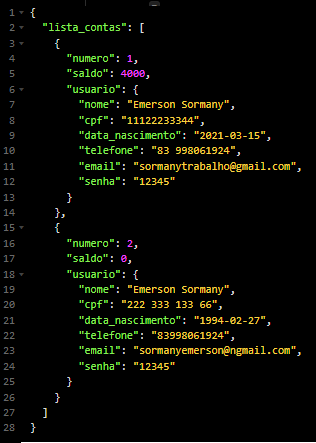 1 {
2 "lista_contas": [
3 {
4 "numero": 1,
5 "saldo": 4000,
6 "usuario": {
7 "nome": "Emerson Sormany",
8 "cpf": "11122233344",
9 "data_nascimento": "2021-03-15",
10 "telefone": "83 998061924",
11 "email": "sormanytrabalho@gmail.com",
12 "senha": "12345"
13 }
14 },
15 {
16 "numero": 2,
17 "saldo": 0,
18 "usuario": {
19 "nome": "Emerson Sormany",
20 "cpf": "222 333 133 66",
21 "data_nascimento": "1994-02-27",
22 "telefone": "83998061924",
23 "email": "sormanyemerson@ngmail.com",
24 "senha": "12345"
25 }
26 }
27 ]
28 }